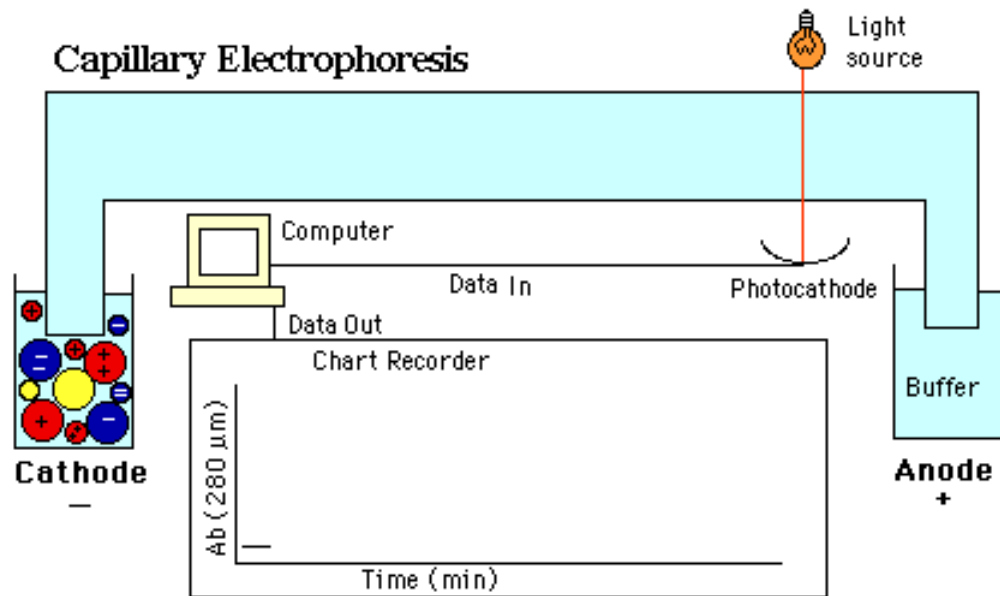 Capillary Electrophoresis
Light
source
Computer
Data In
Photocathode
Data Out
Chart Recorder
Ab (280 µm)
Time (min)
Buffer
Cathode
−
Anode
+